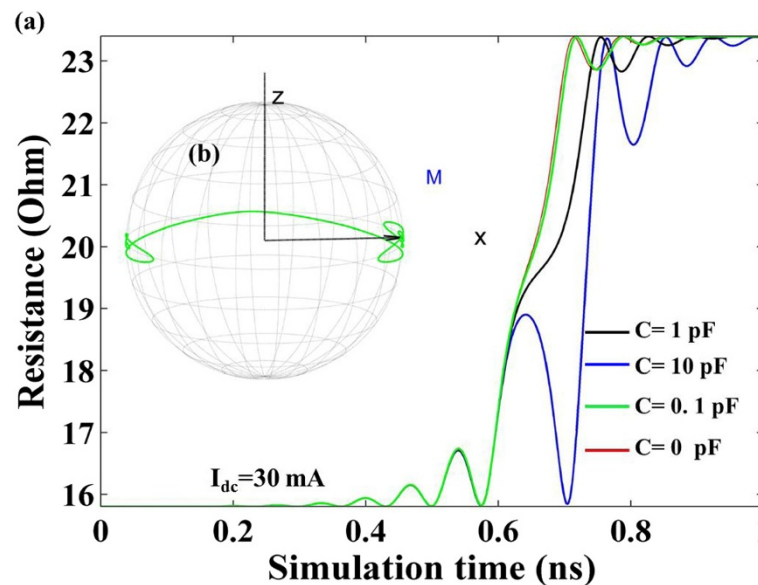 (a)
Resistance (Ohm)
23
22
21
20
19
18
17
16
z
(b)
M
x
C= 1 pF
C= 10 pF
C= 0. 1 pF
C= 0 pF
I_dc=30 mA
0
0.2
0.4
0.6
0.8
Simulation time (ns)